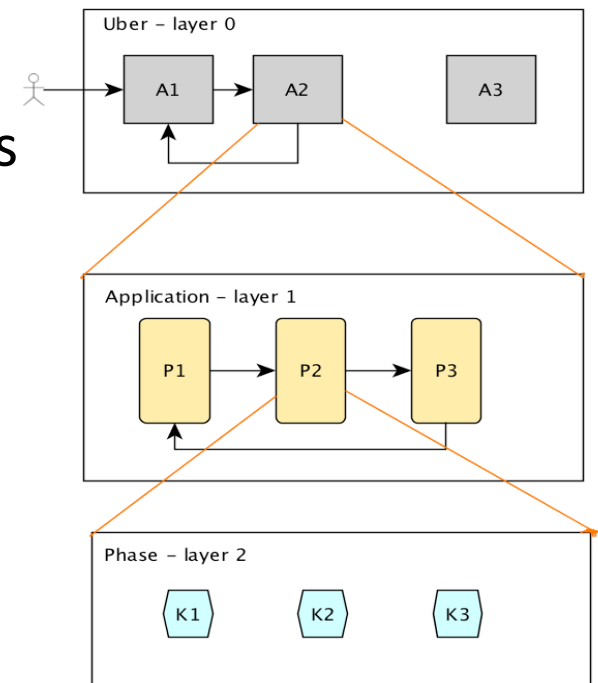 Uber – layer 0
A1 A2 A3
s
Application – layer 1
P1 P2 P3
Phase – layer 2
K1 K2 K3